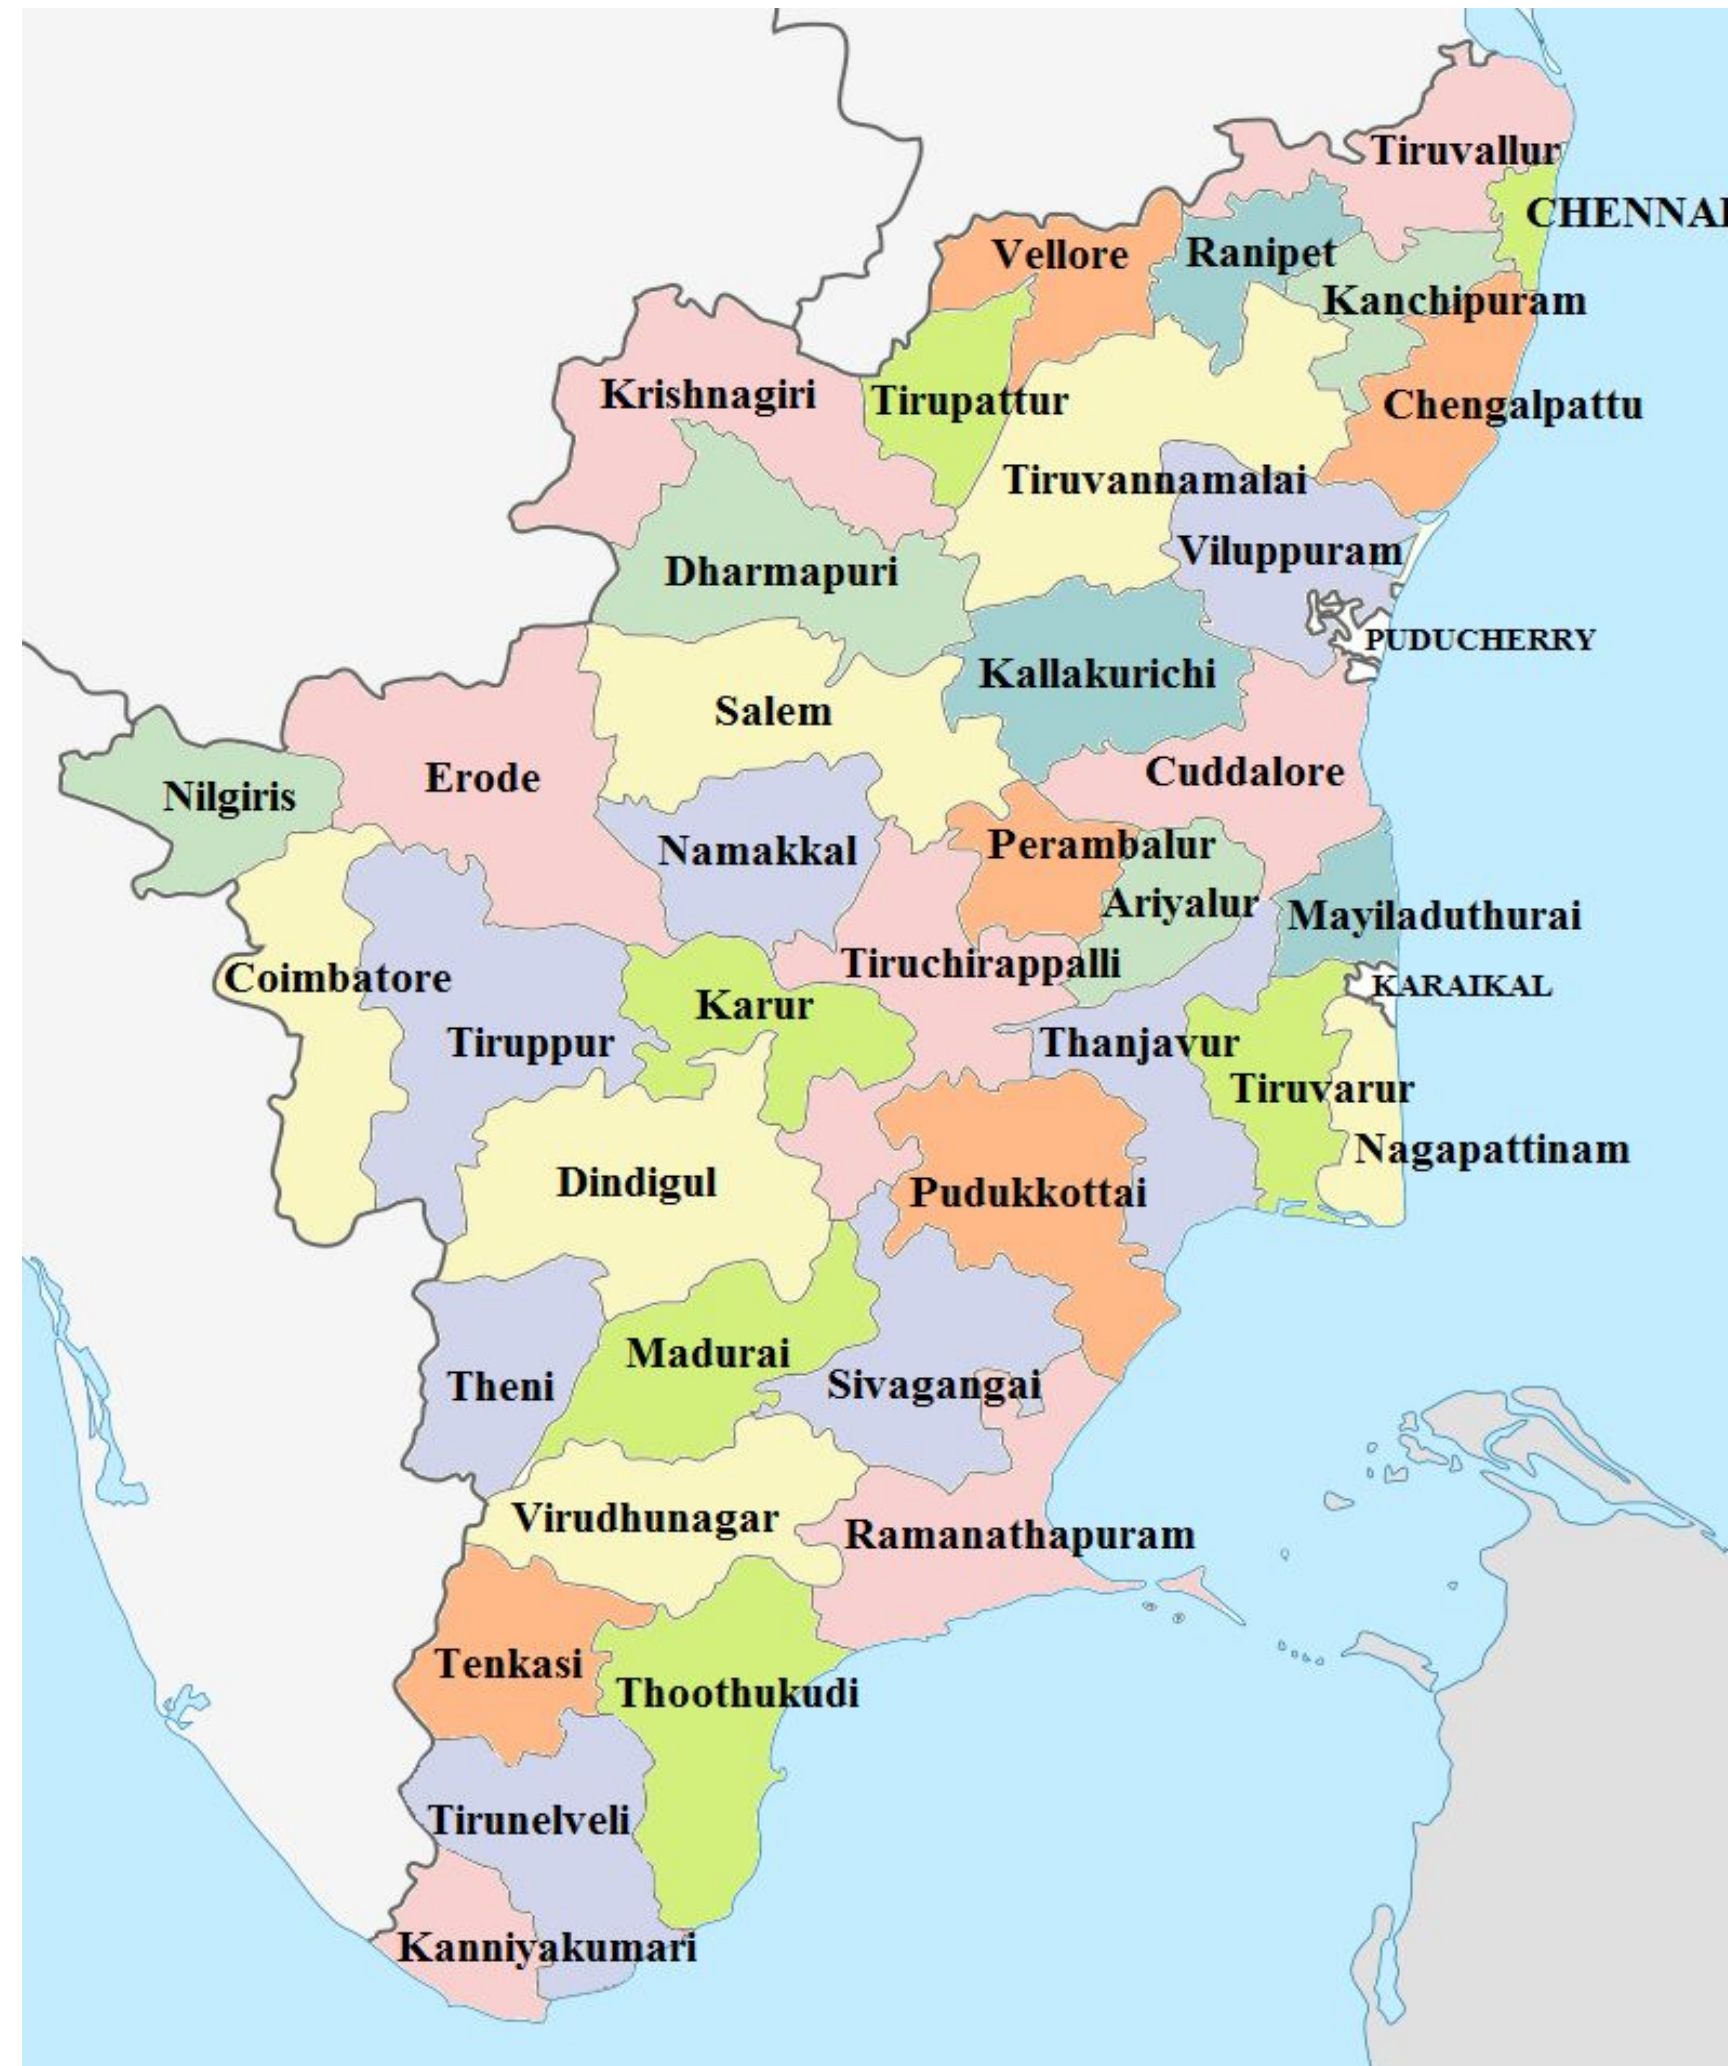 Tiruvallur
CHENNAI
Vellore
Ranipet
Kanchipuram
Krishnagiri
Tirupattur
Chengalpattu
Tiruvannamalai
Viluppuram
Dharmapuri
PUDUCHERRY
Kallakurichi
Salem
Cuddalore
Erode
Nilgiris
Perambalur
Namakkal
Ariyalur
Mayiladuthurai
Tiruchirappalli
Coimbatore
KARAIKAL
Karur
Tiruppur
Thanjavur
Tiruvarur
Nagapattinam
Dindigul
Pudukkottai
Madurai
Sivagangai
Theni
Virudhunagar
Ramanathapuram
Tenkasi
Thoothukudi
Tirunelveli
Kanniyakumari